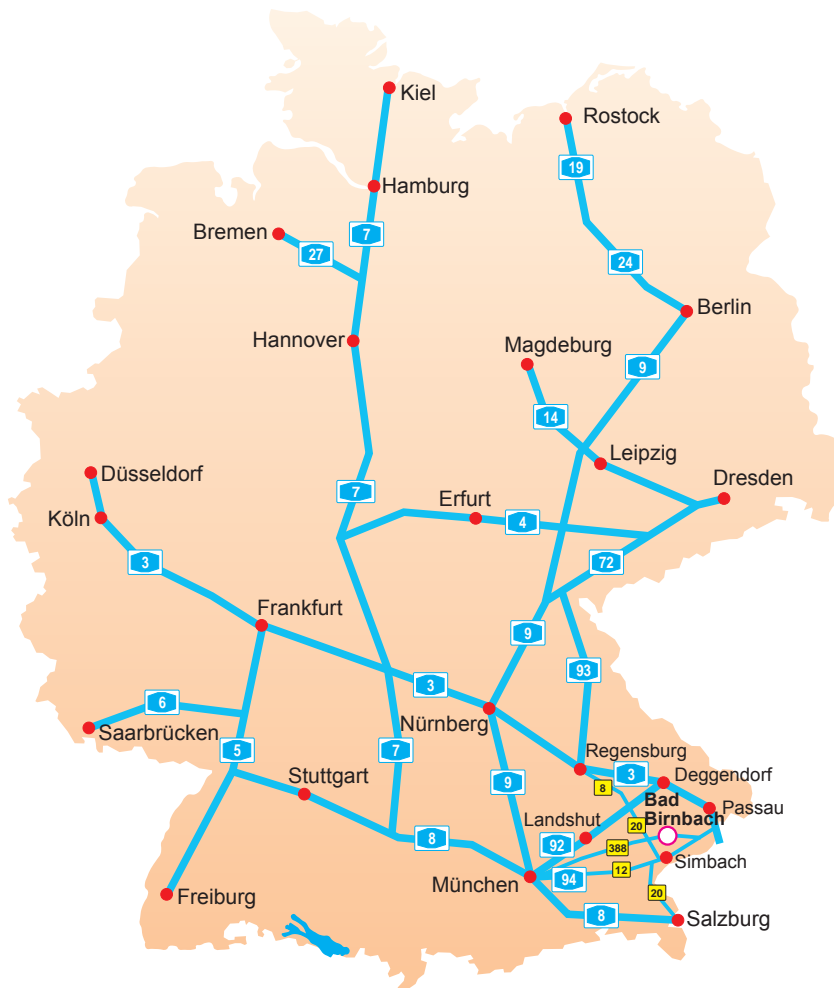 Kiel
Rostock
19
Hamburg
Bremen
7
27
24
Berlin
Hannover
Magdeburg
9
14
Leipzig
Düsseldorf
Dresden
7
Erfurt
Köln
4
3
72
Frankfurt
9
93
3
6
Nürnberg
Saarbrücken
5
7
Regensburg
3
Deggendorf
Stuttgart
9
8
Bad
Birnbach
Passau
Landshut
20
8
92
388
Simbach
München
94
12
Freiburg
20
8
Salzburg